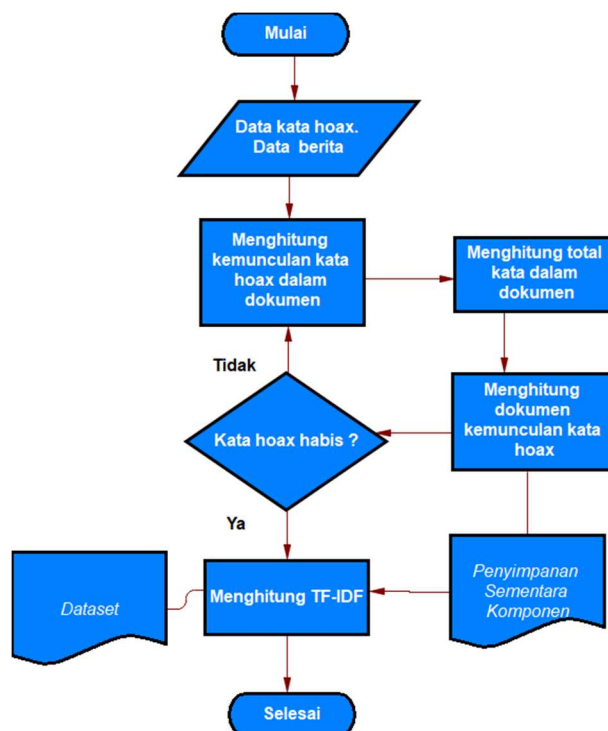 Mulai
Data kata hoax.
Data berita
Menghitung
kemunculan kata
hoax dalam
dokumen
Menghitung total
kata dalam
dokumen
Tidak
Menghitung
dokumen
kemunculan kata
hoax
Kata hoax habis ?
Ya
Dataset
Menghitung TF-IDF
Penyimpanan
Sementara
Komponen
Selesai